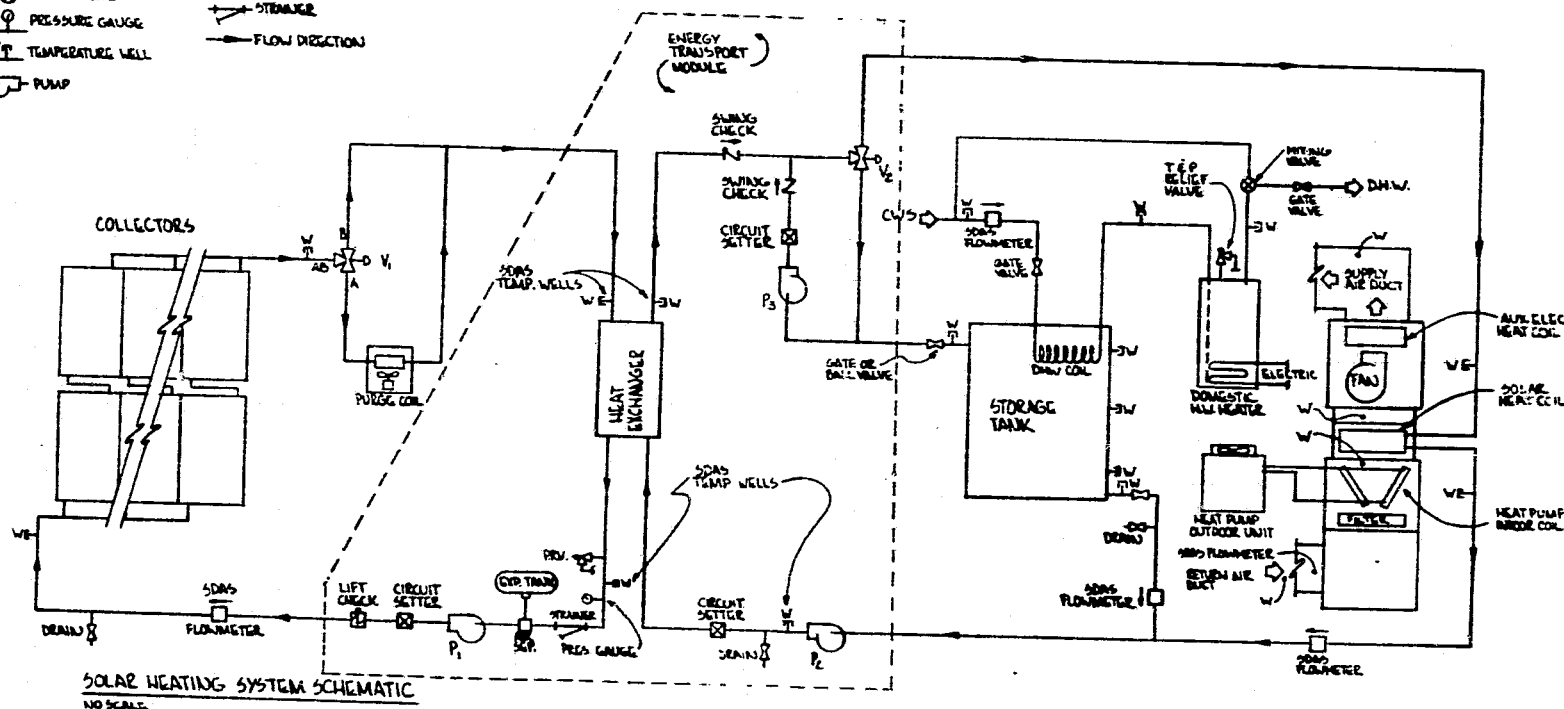 PRESSURE GAUGE
TEMPERATURE WELL
PUMP
STRAINER
FLOW DIRECTION
ENERGY
TRANSPORT
MODULE
COLLECTORS
W
AB
B
A
V1
PURGE COIL
SDAS
TEMP. WELLS
W
W
HEAT
EXCHANGER
SWING
CHECK
SWING
CHECK
CIRCUIT
SETTER
P3
V2
GATE OR
BALL VALVE
W
CWS
W
SDAS
FLOWMETER
GATE
VALVE
W
DHW COIL
STORAGE
TANK
W
W
W
W
T & P
RELIEF
VALVE
MIXING
VALVE
GATE
VALVE
D.H.W.
W
ELECTRIC
DOMESTIC
H.W. HEATER
W
SUPPLY
AIR DUCT
AUX. ELEC
HEAT COIL
FAN
W
SOLAR
HEAT COIL
W
W
W
HEAT PUMP
INDOOR COIL
FILTER
HEAT PUMP
OUTDOOR UNIT
SDAS FLOWMETER
RETURN AIR
DUCT
W
DRAIN
SDAS
FLOWMETER
SDAS
FLOWMETER
SDAS
TEMP WELLS
W
P2
DRAIN
CIRCUIT
SETTER
PRV.
W
PRES. GAUGE
STRAINER
EXP. TANK
SEP.
P1
CIRCUIT
SETTER
LIFT
CHECK
SDAS
FLOWMETER
DRAIN
W
SOLAR HEATING SYSTEM SCHEMATIC
NO SCALE